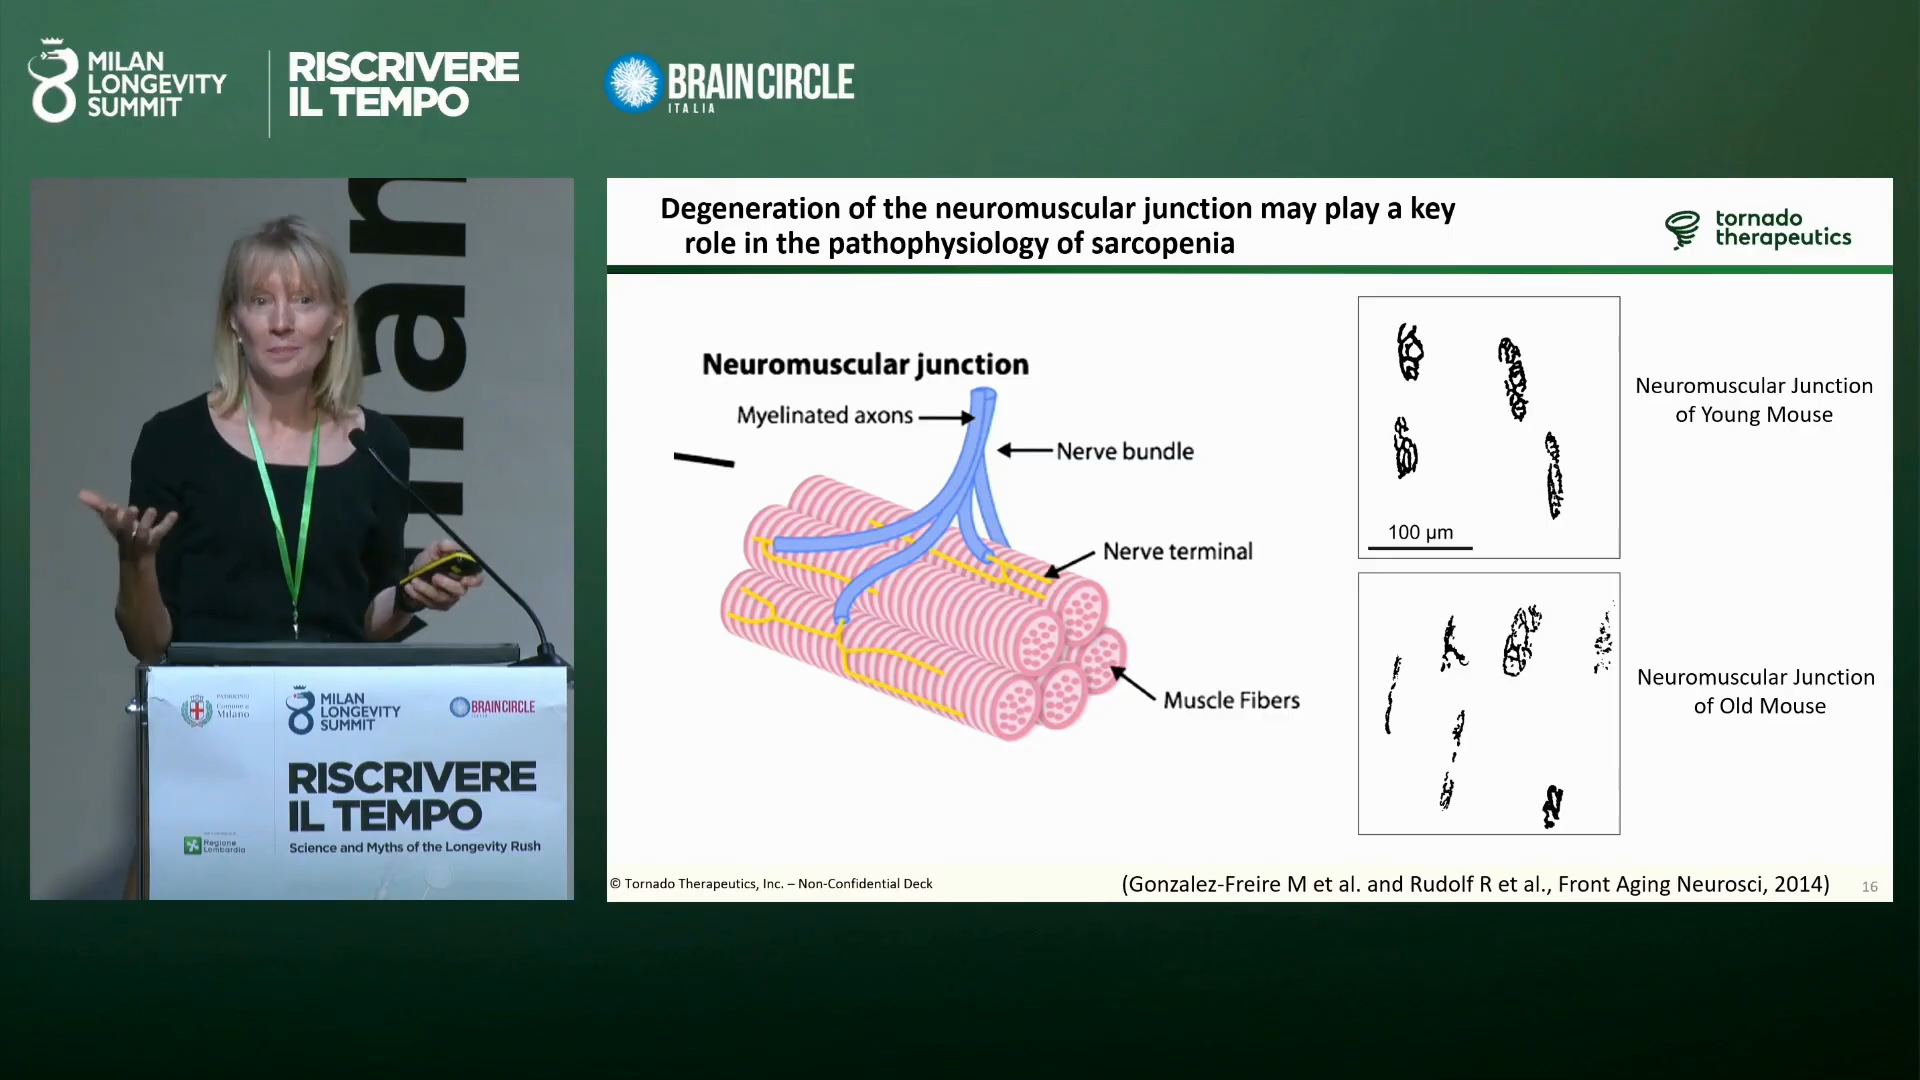 MILAN
LONGEVITY
SUMMIT
RISCRIVERE
IL TEMPO
BRAINCIRCLE
ITALIA
man
Degeneration of the neuromuscular junction may play a key
role in the pathophysiology of sarcopenia
tornado
therapeutics
Neuromuscular junction
Myelinated axons
Nerve bundle
Nerve terminal
Muscle Fibers
100 µm
Neuromuscular Junction
of Young Mouse
Neuromuscular Junction
of Old Mouse
© Tornado Therapeutics, Inc. – Non-Confidential Deck
(Gonzalez-Freire M et al. and Rudolf R et al., Front Aging Neurosci, 2014)
16
PATROCINIO
Comune di
Milano
MILAN
LONGEVITY
SUMMIT
BRAINCIRCLE
RISCRIVERE
IL TEMPO
Science and Myths of the Longevity Rush
Regione
Lombardia